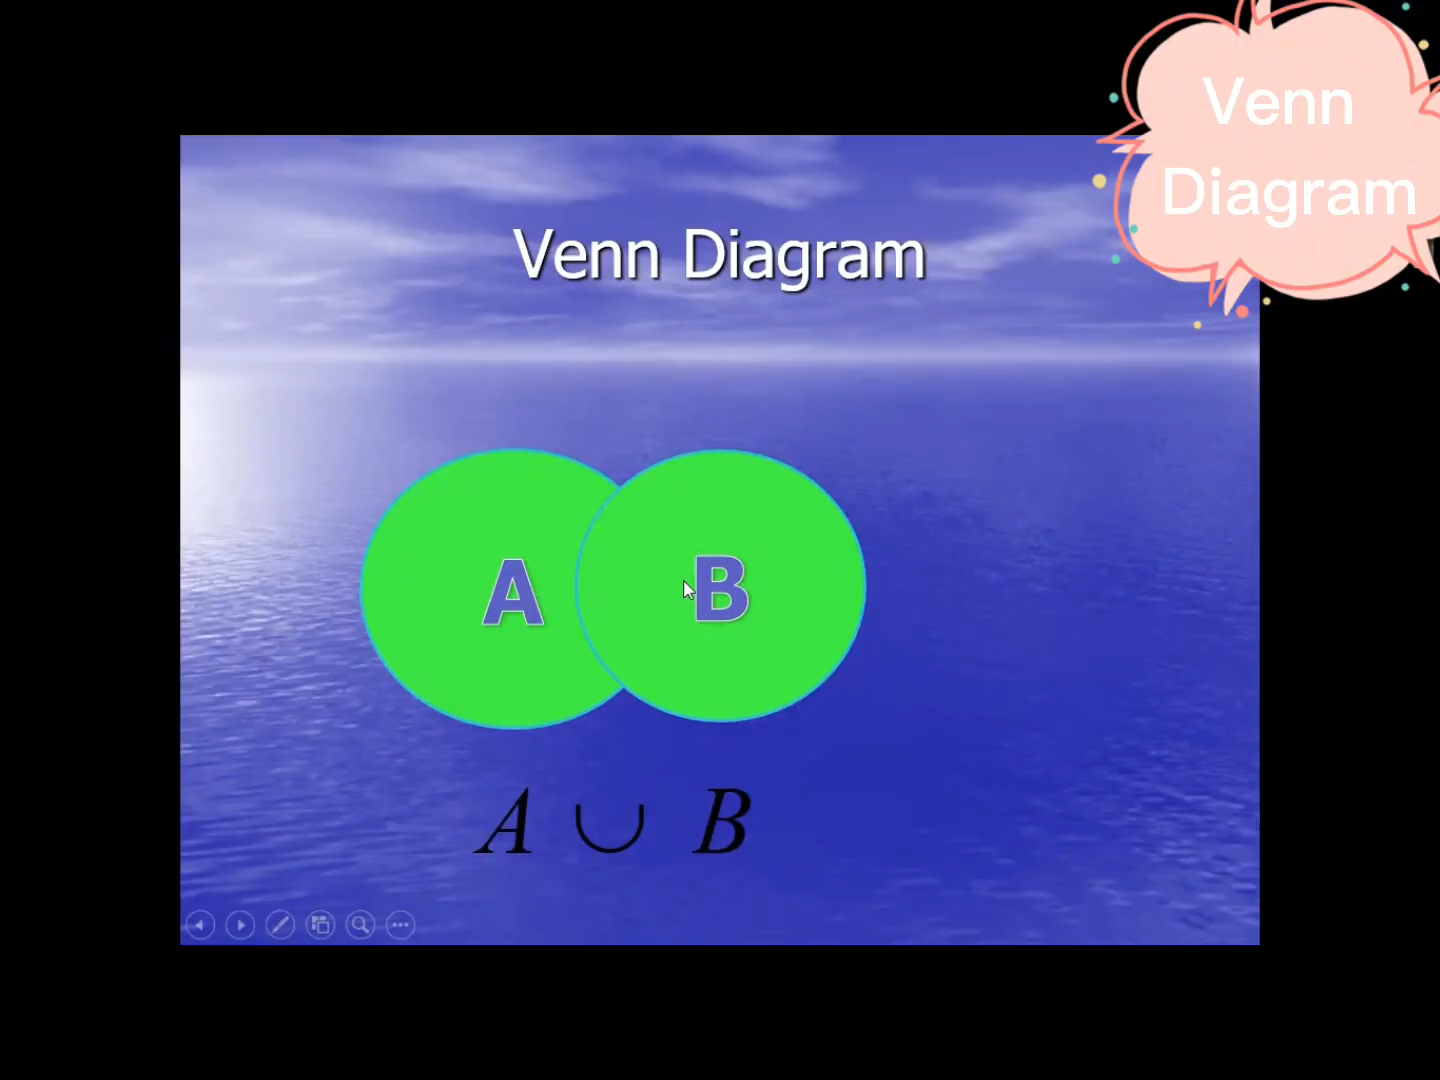 Venn
Diagram
Venn Diagram
A B
A ∪ B